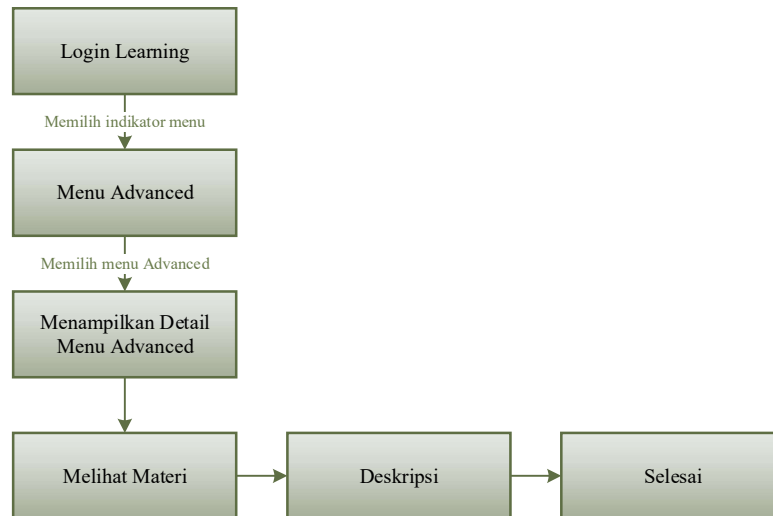 Login Learning
Memilih indikator menu
Menu Advanced
Memilih menu Advanced
Menampilkan Detail
Menu Advanced
Melihat Materi
Deskripsi
Selesai